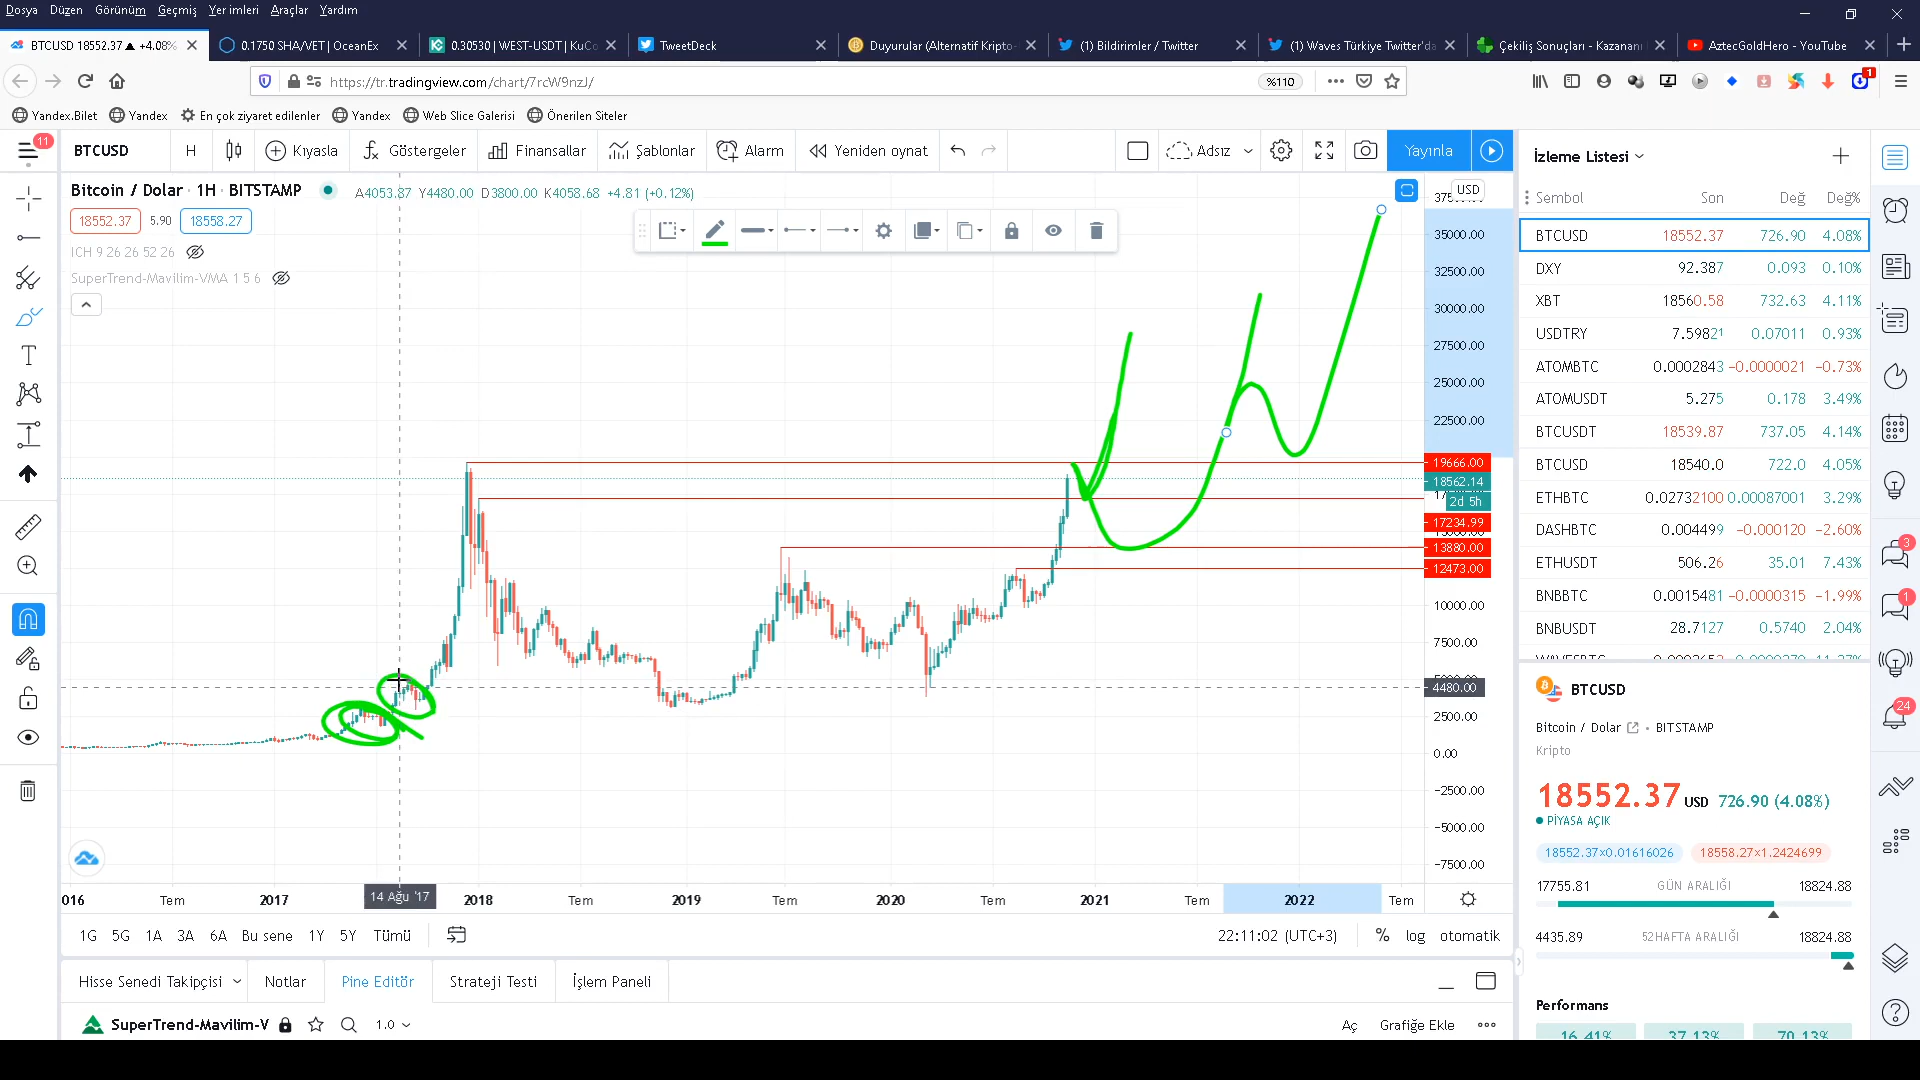 Dosya Düzen Görünüm Geçmiş Yer imleri Araçlar Yardım
BTCUSD 18552.37▲ +4.08%
0.1750 SHA/VET | OceanEx
0.30530 | WEST-USDT | KuCo
TweetDeck
Duyurular (Alternatif Kripto-
(1) Bildirimler / Twitter
(1) Waves Türkiye Twitter'da
Çekiliş Sonuçları - Kazananı
AztecGoldHero - YouTube
https://tr.tradingview.com/chart/7rcW9nzJ/
%110
1
Yandex.Bilet Yandex En çok ziyaret edilenler Yandex Web Slice Galerisi Önerilen Siteler
11
BTCUSD H Kıyasla Göstergeler Finansallar Şablonlar Alarm Yeniden oynat Adsız Yayınla
Bitcoin / Dolar · 1H · BITSTAMP
A4053.87 Y4480.00 D3800.00 K4058.68 +4.81 (+0.12%)
18552.37 5.90 18558.27
ICH 9 26 26 52 26
SuperTrend-Mavilim-VMA 1 5 6
USD
35000.00
32500.00
30000.00
27500.00
25000.00
22500.00
19666.00
18562.14
2d 5h
17234.99
13880.00
12473.00
10000.00
7500.00
4480.00
2500.00
0.00
−2500.00
−5000.00
−7500.00
016 Tem 2017 14 Ağu '17 2018 Tem 2019 Tem 2020 Tem 2021 Tem 2022 Tem
1G 5G 1A 3A 6A Bu sene 1Y 5Y Tümü
22:11:02 (UTC+3) % log otomatik
Hisse Senedi Takipçisi Notlar Pine Editör Strateji Testi İşlem Paneli
SuperTrend-Mavilim-V 1.0
Aç Grafiğe Ekle
İzleme Listesi
Sembol Son Değ Değ%
BTCUSD 18552.37 726.90 4.08%
DXY 92.387 0.093 0.10%
XBT 18560.58 732.63 4.11%
USDTRY 7.59821 0.07011 0.93%
ATOMBTC 0.0002843 −0.0000021 −0.73%
ATOMUSDT 5.275 0.178 3.49%
BTCUSDT 18539.87 737.05 4.14%
BTCUSD 18540.0 722.0 4.05%
ETHBTC 0.02732100 0.00087001 3.29%
DASHBTC 0.004499 −0.000120 −2.60%
ETHUSDT 506.26 35.01 7.43%
BNBBTC 0.0015481 −0.0000315 −1.99%
BNBUSDT 28.7127 0.5740 2.04%
BTCUSD
Bitcoin / Dolar • BITSTAMP
Kripto
18552.37 USD 726.90 (4.08%)
PİYASA AÇIK
18552.37×0.01616026 18558.27×1.2424699
17755.81 GÜN ARALIĞI 18824.88
4435.89 52HAFTA ARALIĞI 18824.88
Performans
16.41% 37.13% 70.13%
3
1
24